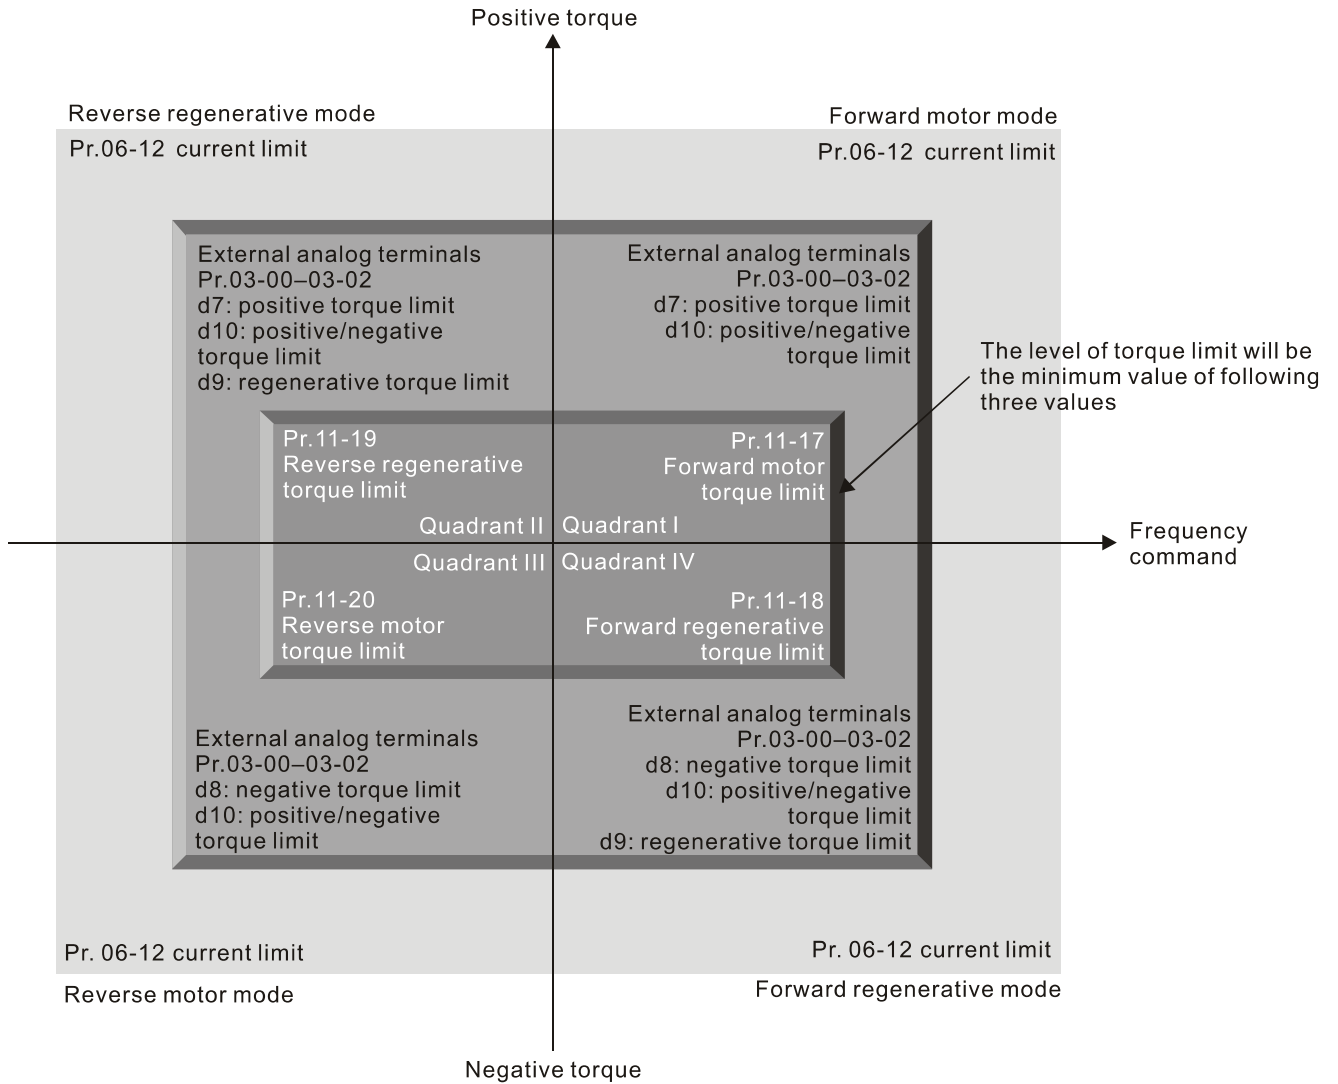 Positive torque
Reverse regenerative mode
Pr.06-12 current limit
Forward motor mode
Pr.06-12 current limit
External analog terminals
Pr.03-00–03-02
d7: positive torque limit
d10: positive/negative
torque limit
d9: regenerative torque limit
External analog terminals
Pr.03-00–03-02
d7: positive torque limit
d10: positive/negative
torque limit
The level of torque limit will be
the minimum value of following
three values
Pr.11-19
Reverse regenerative
torque limit
Pr.11-17
Forward motor
torque limit
Quadrant II
Quadrant I
Frequency
command
Quadrant III
Quadrant IV
Pr.11-20
Reverse motor
torque limit
Pr.11-18
Forward regenerative
torque limit
External analog terminals
Pr.03-00–03-02
d8: negative torque limit
d10: positive/negative
torque limit
External analog terminals
Pr.03-00–03-02
d8: negative torque limit
d10: positive/negative
torque limit
d9: regenerative torque limit
Pr. 06-12 current limit
Reverse motor mode
Pr. 06-12 current limit
Forward regenerative mode
Negative torque